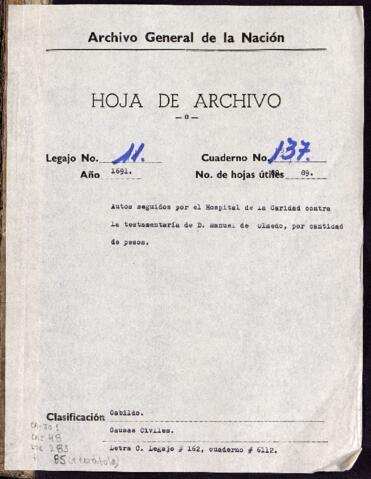 Archivo General de la Nación
HOJA DE ARCHIVO
—o—
Legajo No. 11. Cuaderno No. 137.
Año 1691. No. de hojas útiles 89.
Autos seguidos por el Hospital de la Caridad contra
la testamentaría de D. Manuel de Olmedo, por cantidad
de pesos.
Clasificación Cabildo.
Causas Civiles.
Letra C. Legajo # 162, cuaderno # 6112.